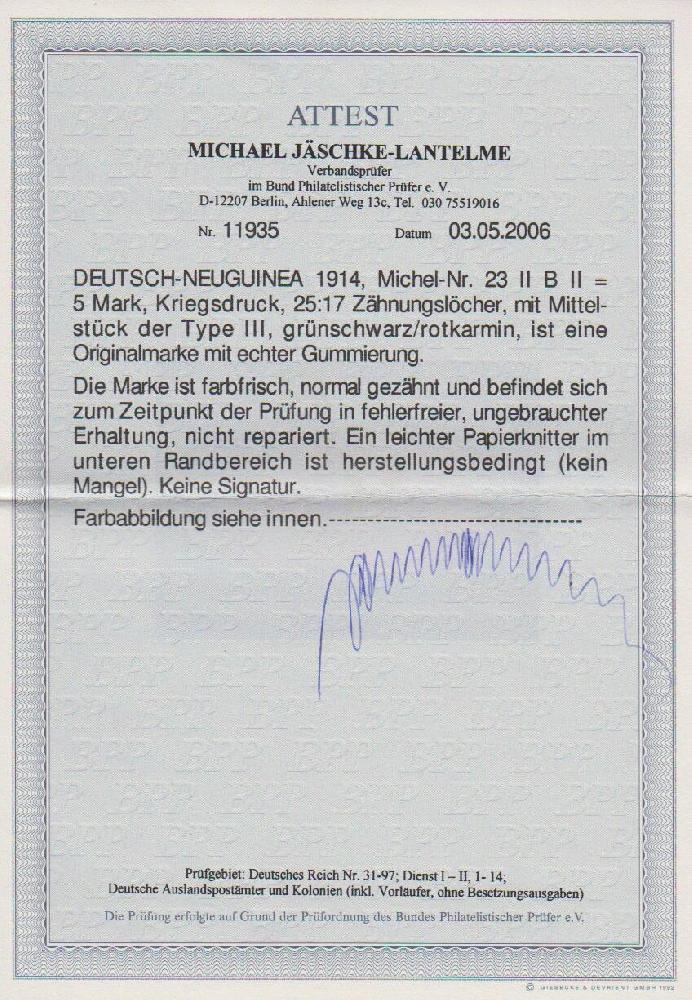 ATTEST
MICHAEL JÄSCHKE-LANTELME
Verbandsprüfer
im Bund Philatelistischer Prüfer e. V.
D-12207 Berlin, Ahlener Weg 13c, Tel. 030 75519016
Nr. 11935 Datum 03.05.2006
DEUTSCH-NEUGUINEA 1914, Michel-Nr. 23 II B II =
5 Mark, Kriegsdruck, 25:17 Zähnungslöcher, mit Mittel-
stück der Type III, grünschwarz/rotkarmin, ist eine
Originalmarke mit echter Gummierung.
Die Marke ist farbfrisch, normal gezähnt und befindet sich
zum Zeitpunkt der Prüfung in fehlerfreier, ungebrauchter
Erhaltung, nicht repariert. Ein leichter Papierknitter im
unteren Randbereich ist herstellungsbedingt (kein
Mangel). Keine Signatur.
Farbabbildung siehe innen.---------------------------------
Prüfgebiet: Deutsches Reich Nr. 31-97; Dienst I – II, 1- 14;
Deutsche Auslandspostämter und Kolonien (inkl. Vorläufer, ohne Besetzungsausgaben)
Die Prüfung erfolgte auf Grund der Prüfordnung des Bundes Philatelistischer Prüfer e.V.
© GIESECKE & DEVRIENT GMBH 1992